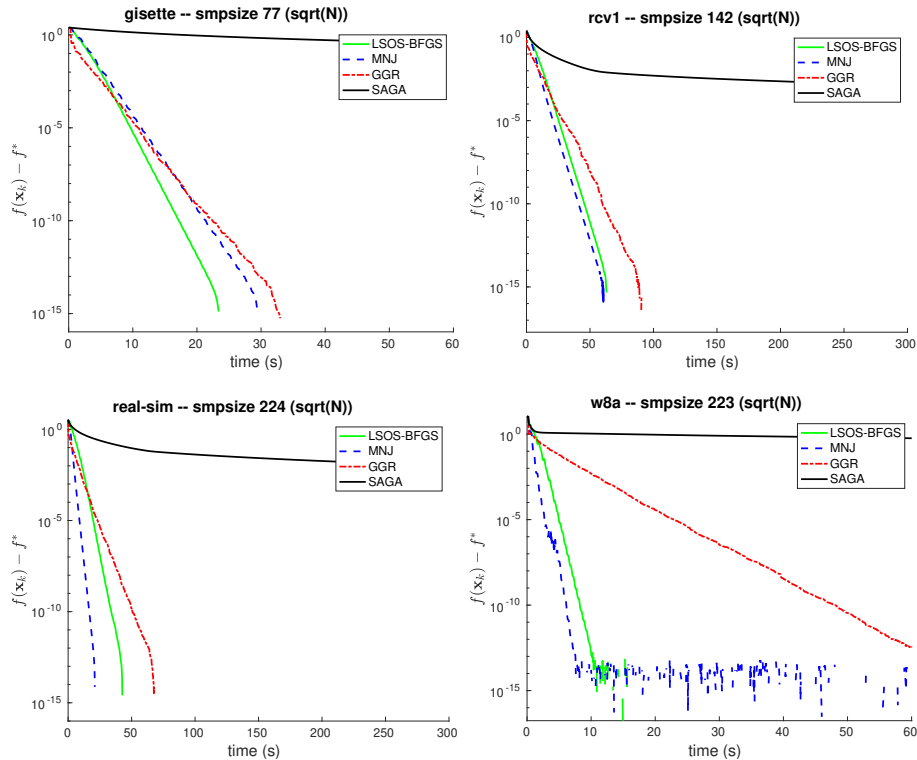 gisette -- smpsize 77 (sqrt(N))
LSOS-BFGS
MNJ
GGR
SAGA
10^0
10^-5
10^-10
10^-15
f(x_k) − f*
0 10 20 30 40 50 60
time (s)
rcv1 -- smpsize 142 (sqrt(N))
LSOS-BFGS
MNJ
GGR
SAGA
10^0
10^-5
10^-10
10^-15
f(x_k) − f*
0 50 100 150 200 250 300
time (s)
real-sim -- smpsize 224 (sqrt(N))
LSOS-BFGS
MNJ
GGR
SAGA
10^0
10^-5
10^-10
10^-15
f(x_k) − f*
0 50 100 150 200 250 300
time (s)
w8a -- smpsize 223 (sqrt(N))
LSOS-BFGS
MNJ
GGR
SAGA
10^0
10^-5
10^-10
10^-15
f(x_k) − f*
0 10 20 30 40 50 60
time (s)